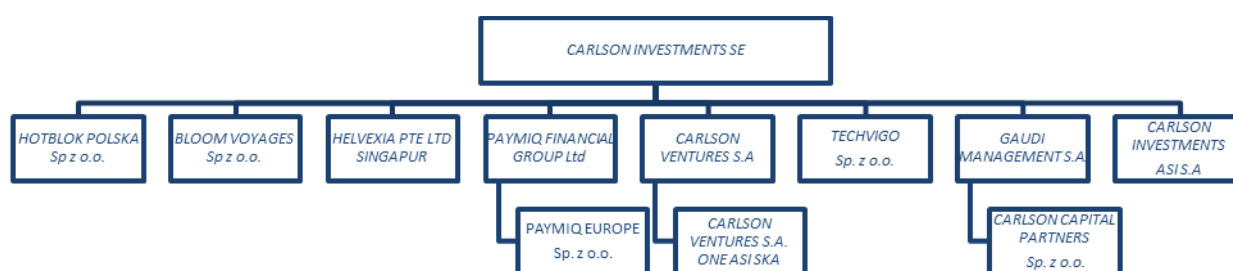 CARLSON INVESTMENTS SE
HOTBLOK POLSKA
Sp z o.o.
BLOOM VOYAGES
Sp z o.o.
HELVEXIA PTE LTD
SINGAPUR
PAYMIQ FINANCIAL
GROUP Ltd
CARLSON
VENTURES S.A
TECHVIGO
Sp. z o.o.
GAUDI
MANAGEMENT S.A.
CARLSON
INVESTMENTS
ASI S.A
PAYMIQ EUROPE
Sp. z o.o.
CARLSON
VENTURES S.A.
ONE ASI SKA
CARLSON CAPITAL
PARTNERS
Sp. z o.o.